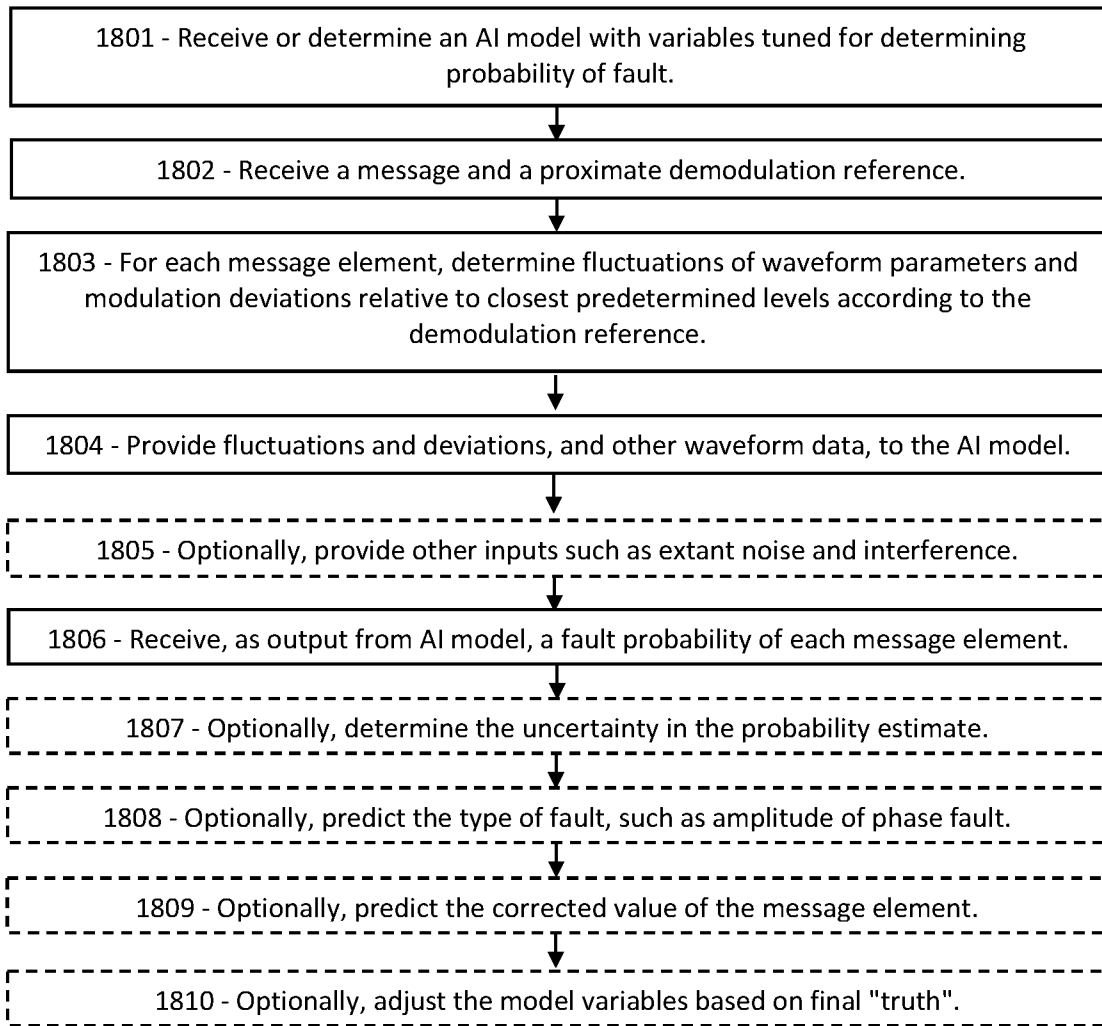 1801 - Receive or determine an AI model with variables tuned for determining
probability of fault.
1802 - Receive a message and a proximate demodulation reference.
1803 - For each message element, determine fluctuations of waveform parameters and
modulation deviations relative to closest predetermined levels according to the
demodulation reference.
1804 - Provide fluctuations and deviations, and other waveform data, to the AI model.
1805 - Optionally, provide other inputs such as extant noise and interference.
1806 - Receive, as output from AI model, a fault probability of each message element.
1807 - Optionally, determine the uncertainty in the probability estimate.
1808 - Optionally, predict the type of fault, such as amplitude of phase fault.
1809 - Optionally, predict the corrected value of the message element.
1810 - Optionally, adjust the model variables based on final "truth".